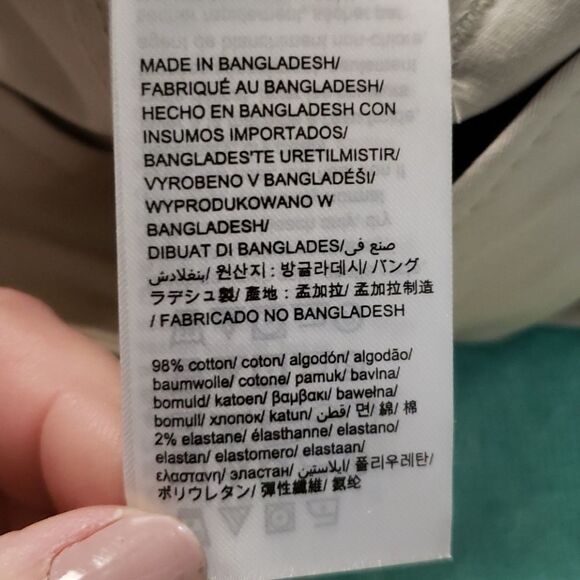 MADE IN BANGLADESH/
FABRIQUÉ AU BANGLADESH/
HECHO EN BANGLADESH CON
INSUMOS IMPORTADOS/
BANGLADES'TE URETILMISTIR/
VYROBENO V BANGLADÉŠI/
WYPRODUKOWANO W
BANGLADESH/
DIBUAT DI BANGLADES/صنع في
بنغلادش/ 원산지 : 방글라데시/ バング
ラデシュ製/ 產地 : 孟加拉/ 孟加拉制造
/ FABRICADO NO BANGLADESH
98% cotton/ coton/ algodón/ algodão/
baumwolle/ cotone/ pamuk/ bavlna/
bomuld/ katoen/ βαμβακι/ bawełna/
bomull/ хлопок/ katun/ قطن/ 면/ 綿/ 棉
2% elastane/ élasthanne/ elastano/
elastan/ elastomero/ elastaan/
ελαστανη/ эластан/ ايلاستين/ 폴리우레탄/
ポリウレタン/ 彈性纖維/ 氨纶